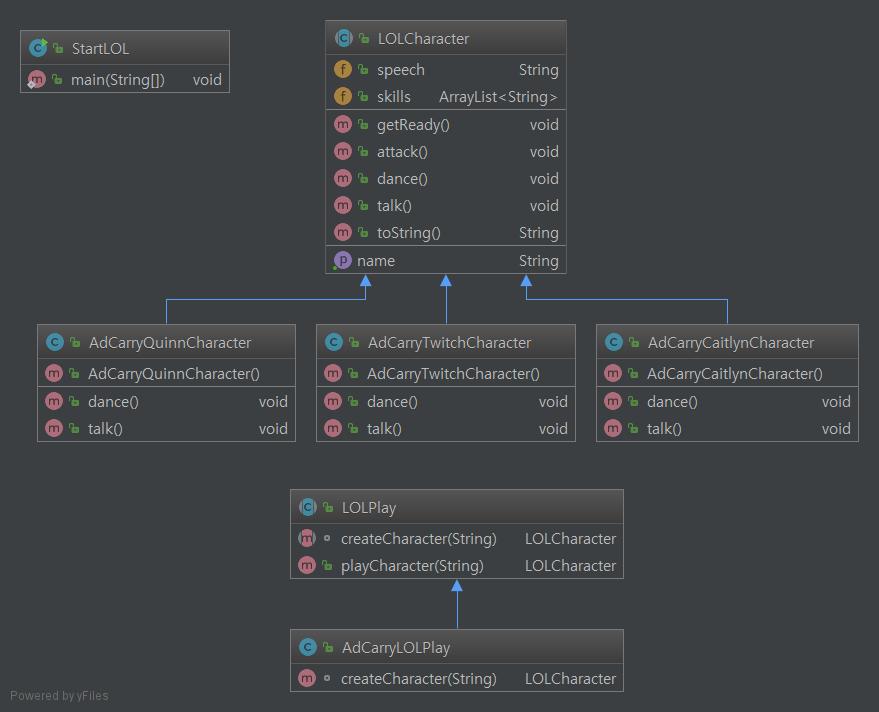 StartLOL
main(String[]) void
LOLCharacter
f speech String
f skills ArrayList<String>
m getReady() void
m attack() void
m dance() void
m talk() void
m toString() String
p name String
C AdCarryQuinnCharacter
m AdCarryQuinnCharacter()
m dance() void
m talk() void
C AdCarryTwitchCharacter
m AdCarryTwitchCharacter()
m dance() void
m talk() void
C AdCarryCaitlynCharacter
m AdCarryCaitlynCharacter()
m dance() void
m talk() void
C LOLPlay
m createCharacter(String) LOLCharacter
m playCharacter(String) LOLCharacter
C AdCarryLOLPlay
m createCharacter(String) LOLCharacter
Powered by yFiles